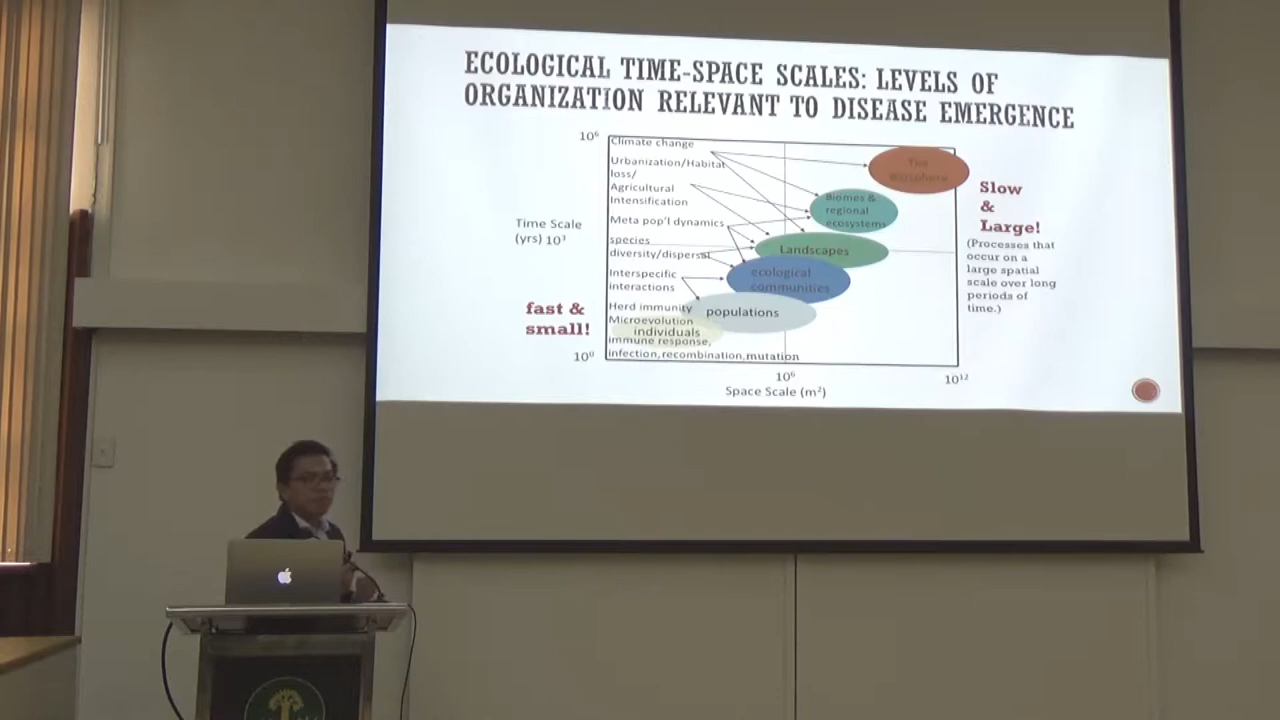 ECOLOGICAL TIME-SPACE SCALES: LEVELS OF
ORGANIZATION RELEVANT TO DISEASE EMERGENCE
10⁶
Climate change
Urbanization/Habitat
loss/
Agricultural
Intensification
Meta pop'l dynamics
species
diversity/dispersal
Interspecific
interactions
Herd immunity
Microevolution
individuals
immune response,
infection,recombination,mutation
Time Scale
(yrs) 10³
fast &
small!
10⁰
The
Biosphere
Biomes &
regional
ecosystems
Landscapes
ecological
communities
populations
Slow
&
Large!
(Processes that
occur on a
large spatial
scale over long
periods of
time.)
10⁶
10¹²
Space Scale (m²)